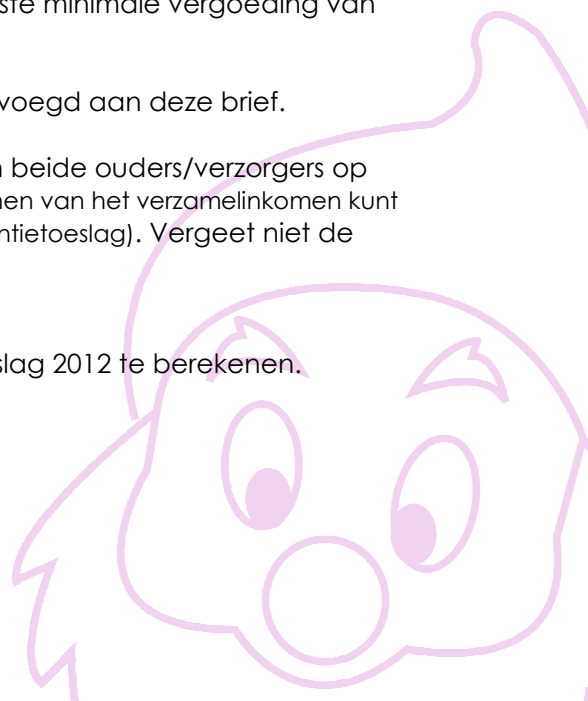 ste minimale vergoeding van
voegd aan deze brief.
n beide ouders/verzorgers op
nen van het verzamelinkomen kunt
ntietoeslag). Vergeet niet de
slag 2012 te berekenen.